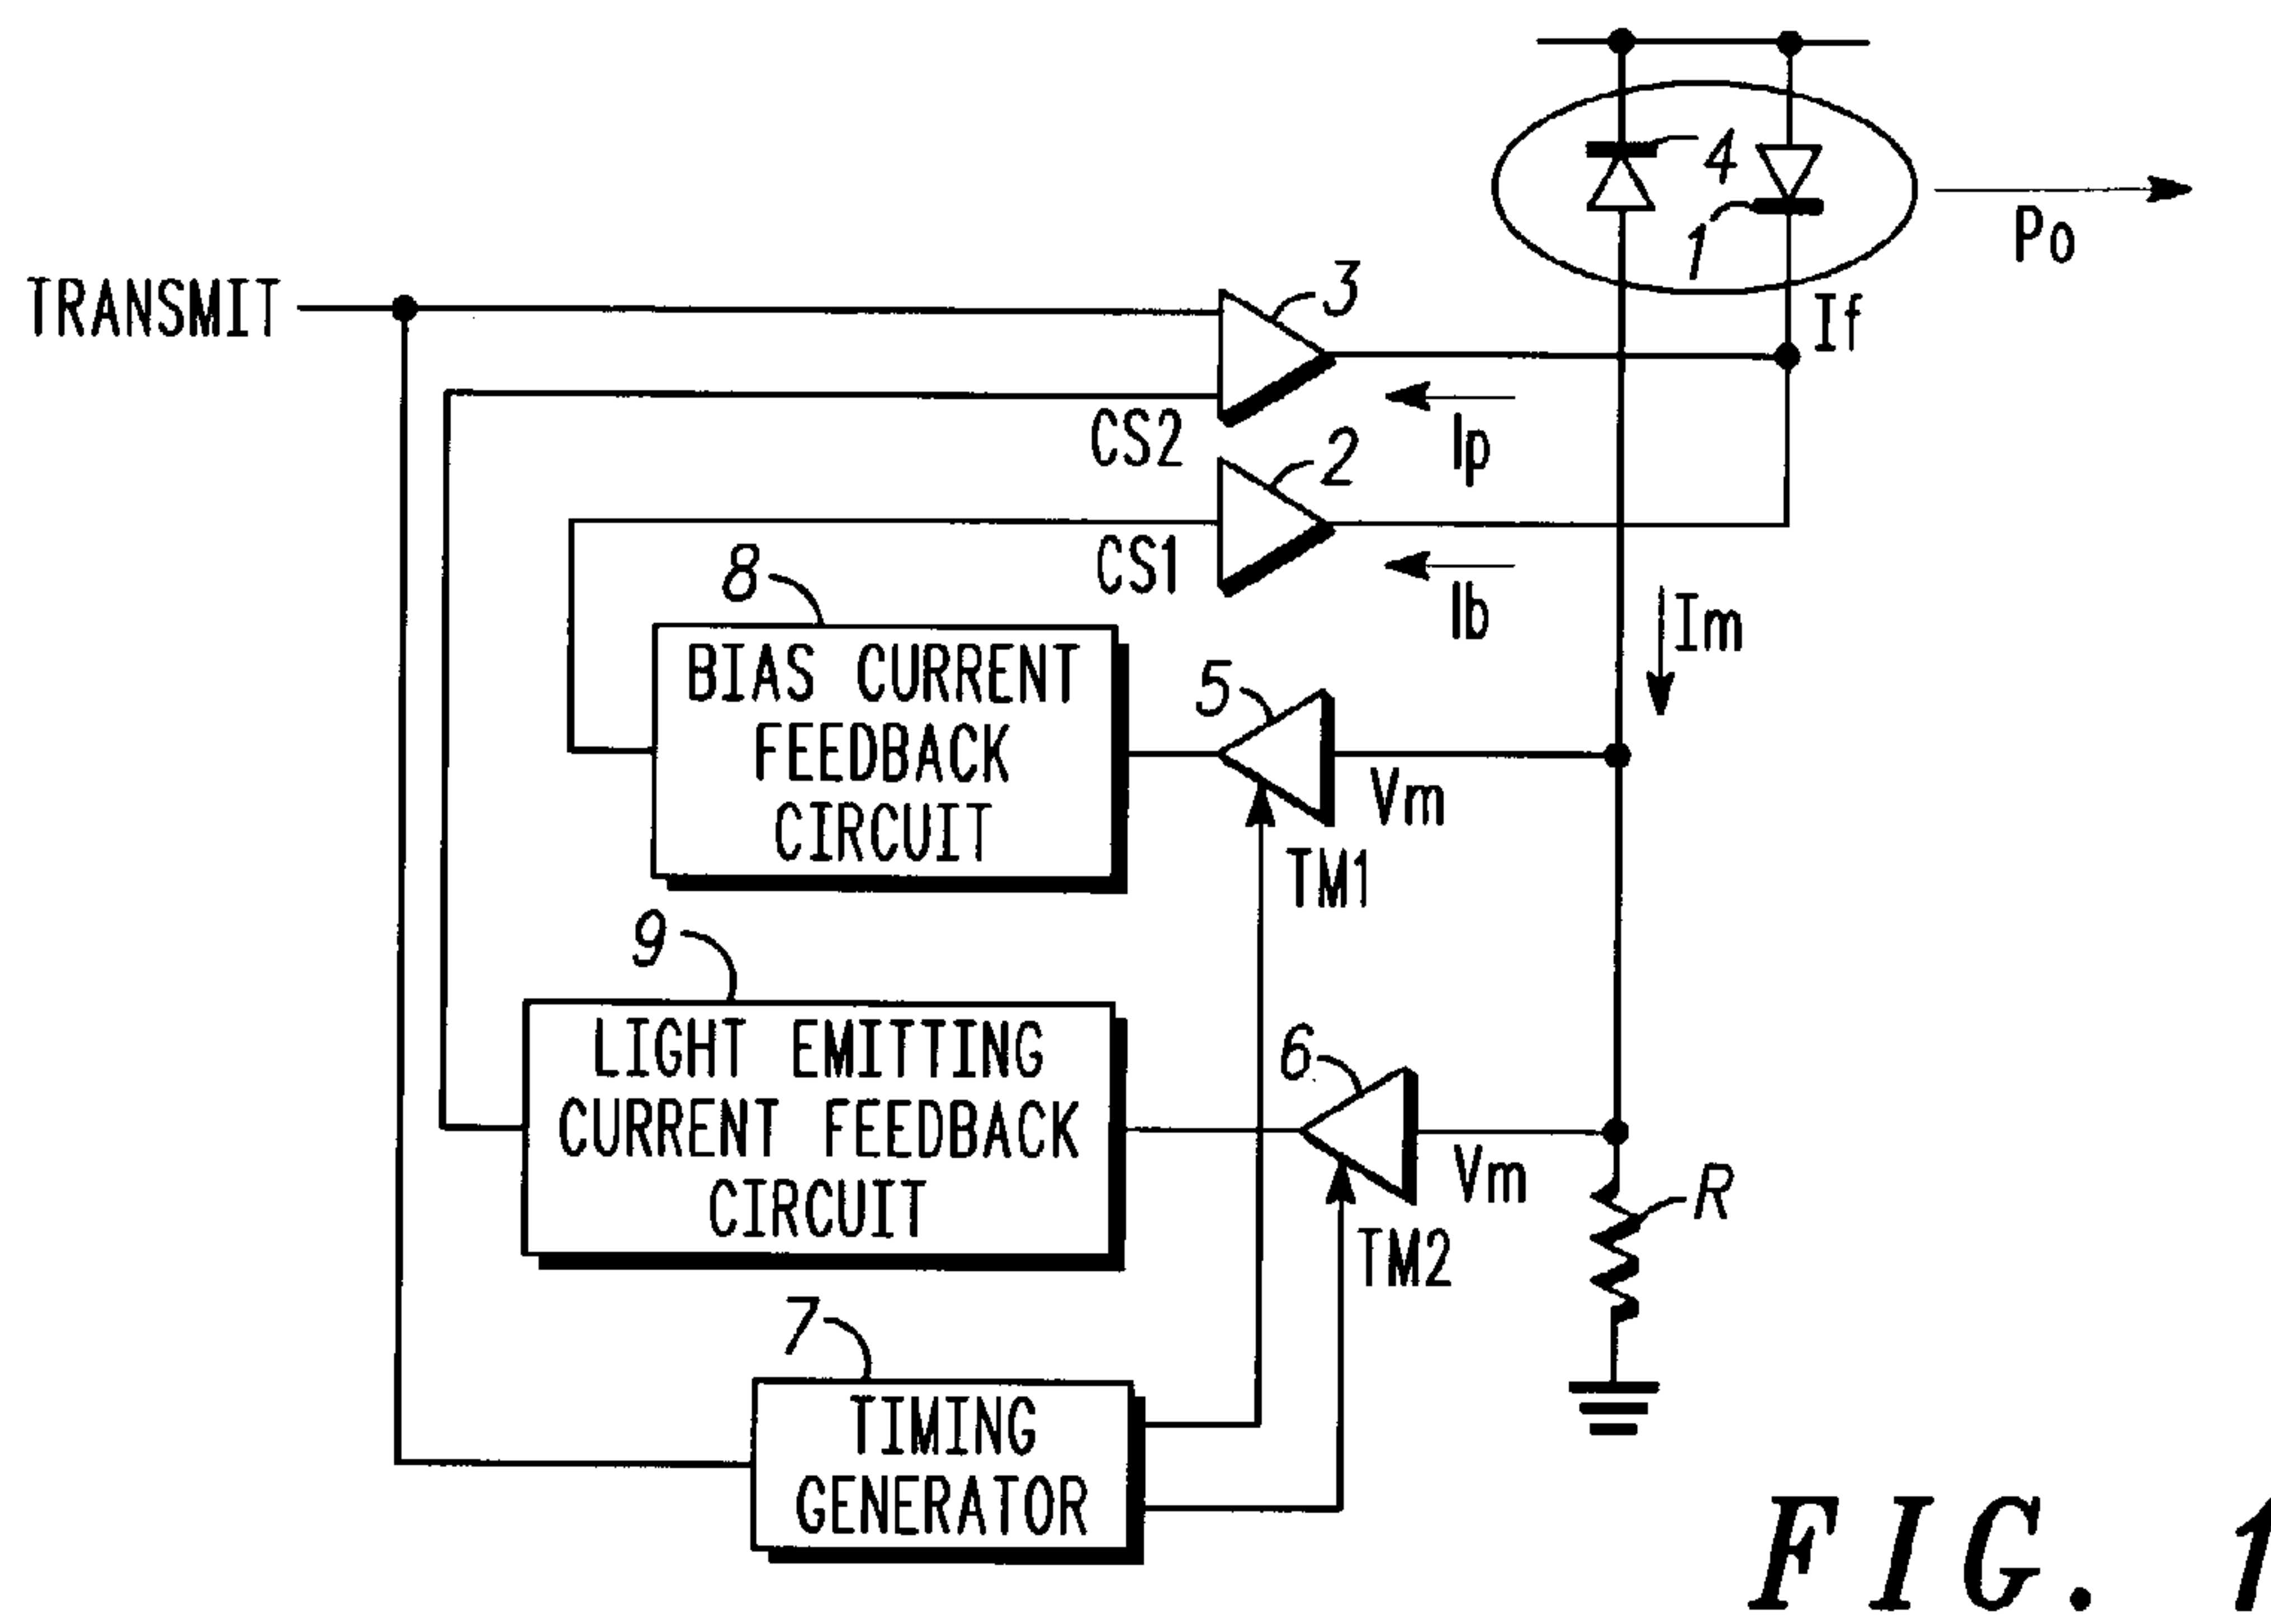 4
1
Po
If
TRANSMIT
3
CS2
Ip
2
CS1
Ib
Im
8
BIAS CURRENT
FEEDBACK
CIRCUIT
5
Vm
TM1
9
LIGHT EMITTING
CURRENT FEEDBACK
CIRCUIT
6
Vm
TM2
R
7
TIMING
GENERATOR
FIG. 1